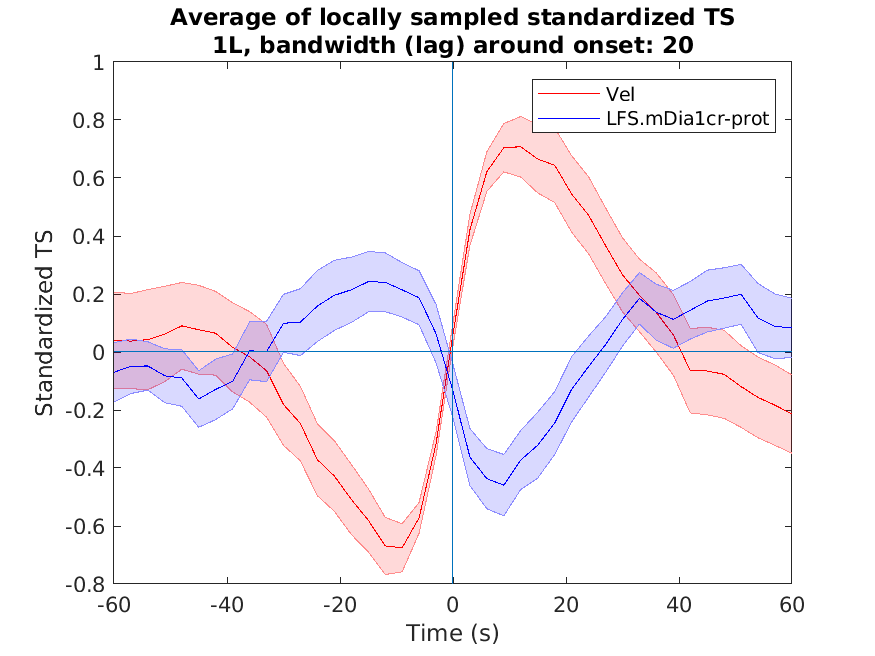 Average of locally sampled standardized TS
1L, bandwidth (lag) around onset: 20
Vel
LFS.mDia1cr-prot
Standardized TS
1
0.8
0.6
0.4
0.2
0
-0.2
-0.4
-0.6
-0.8
-60
-40
-20
0
20
40
60
Time (s)